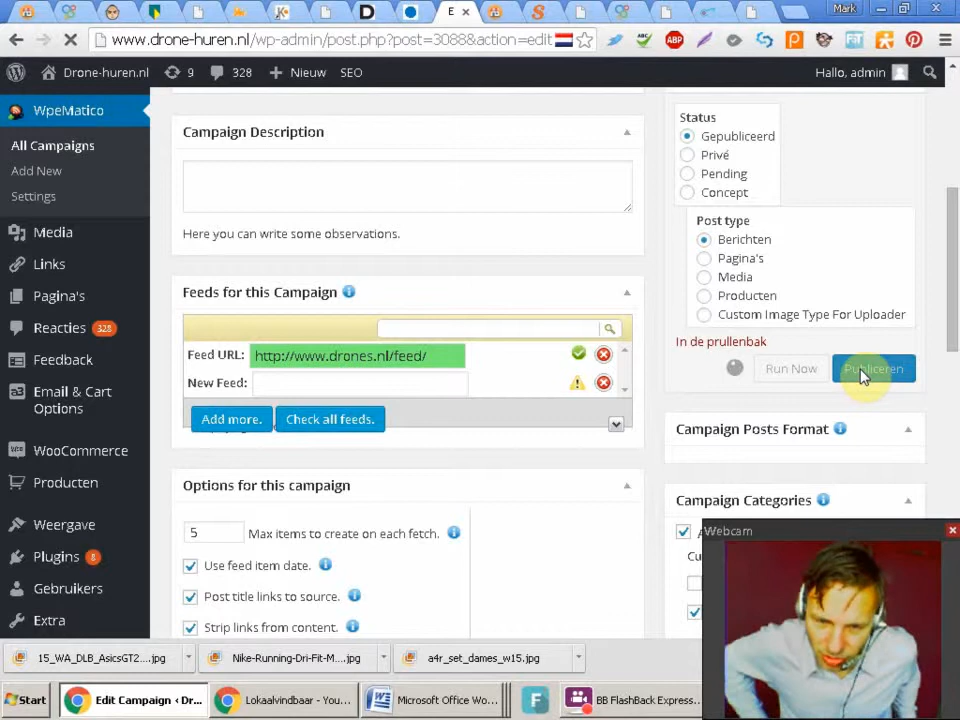 Mark
www.drone-huren.nl/wp-admin/post.php?post=3088&action=edit
Drone-huren.nl 9 328 Nieuw SEO Hallo, admin
WpeMatico
All Campaigns
Add New
Settings
Media
Links
Pagina's
Reacties 328
Feedback
Email & Cart
Options
WooCommerce
Producten
Weergave
Plugins 8
Gebruikers
Extra
Campaign Description
Here you can write some observations.
Feeds for this Campaign
Feed URL: http://www.drones.nl/feed/
New Feed:
Add more. Check all feeds.
Options for this campaign
5 Max items to create on each fetch.
Use feed item date.
Post title links to source.
Strip links from content.
Status
Gepubliceerd
Privé
Pending
Concept
Post type
Berichten
Pagina's
Media
Producten
Custom Image Type For Uploader
In de prullenbak
Run Now Publiceren
Campaign Posts Format
Campaign Categories
Webcam
15_WA_DLB_AsicsGT2....jpg Nike-Running-Dri-Fit-M....jpg a4r_set_dames_w15.jpg
Start Edit Campaign ‹ Dr... Lokaalvindbaar - You... Microsoft Office Wo... BB FlashBack Express...